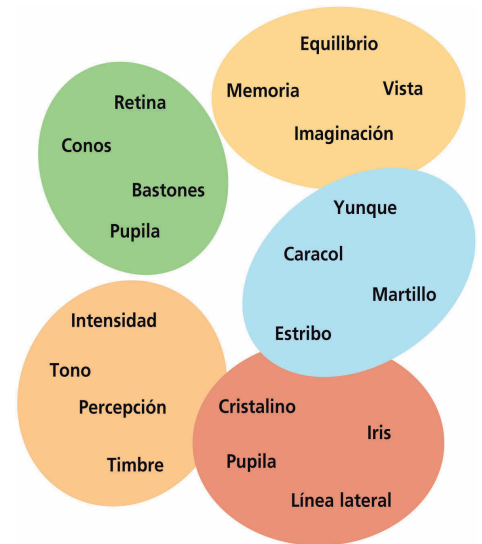 Equilibrio
Memoria
Vista
Imaginación
Retina
Conos
Bastones
Pupila
Yunque
Caracol
Martillo
Estribo
Intensidad
Tono
Percepción
Timbre
Cristalino
Iris
Pupila
Línea lateral